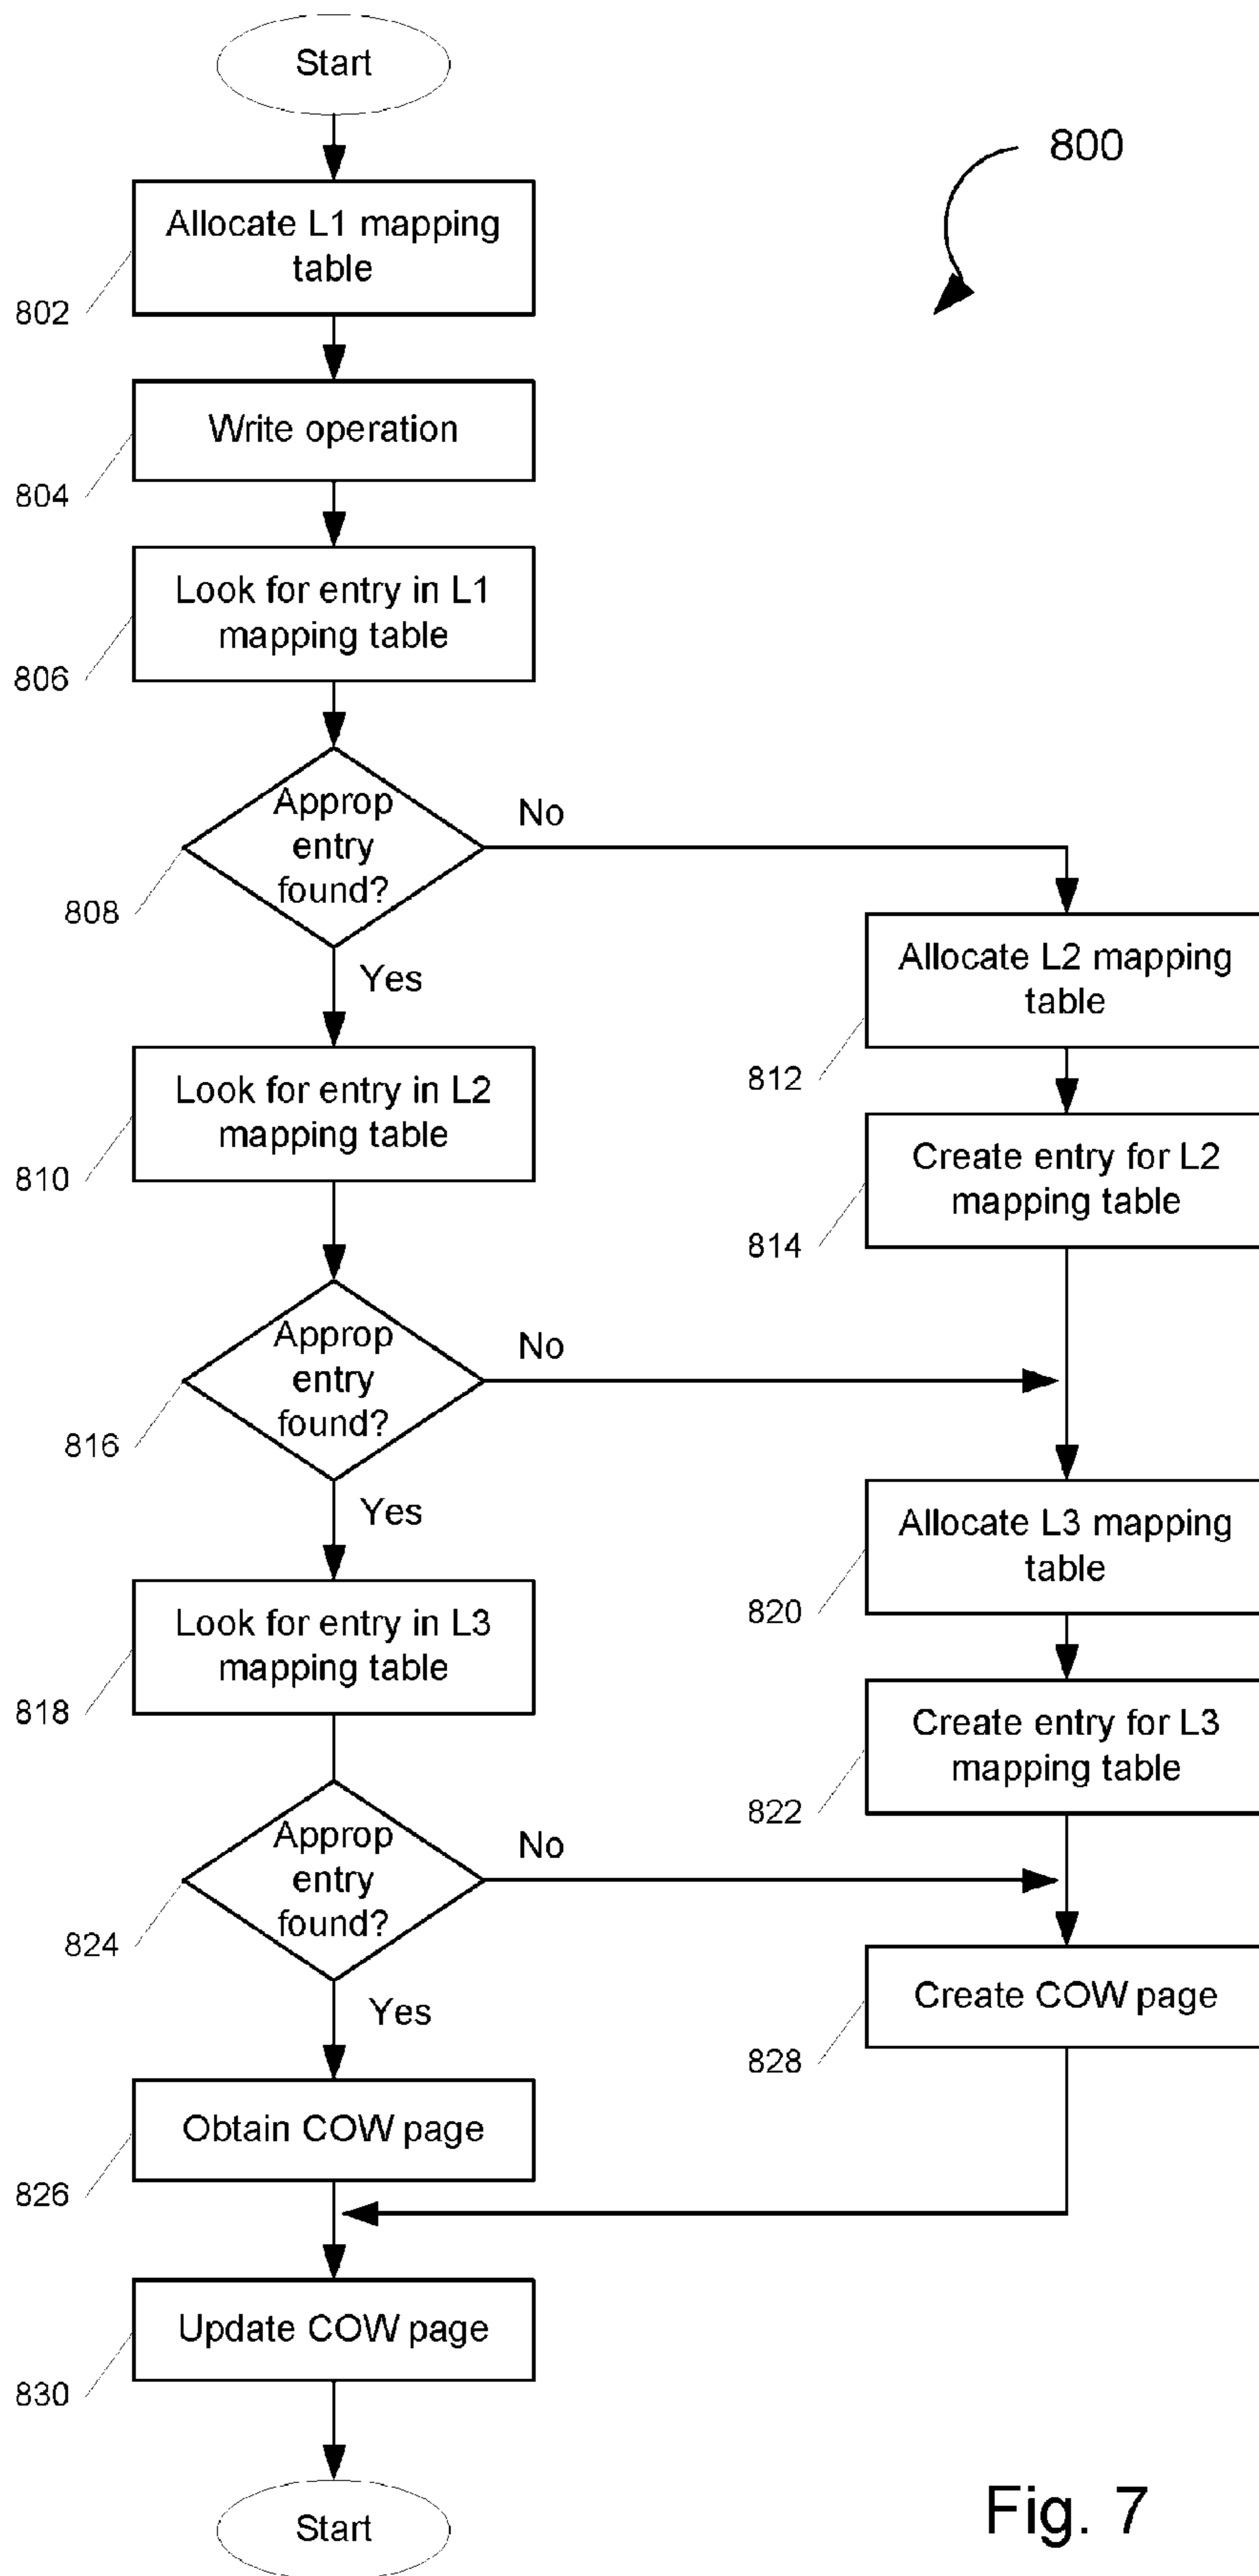 Start
800
Allocate L1 mapping
table
802
Write operation
804
Look for entry in L1
mapping table
806
Approp
entry
found?
No
808
Yes
Allocate L2 mapping
table
812
Look for entry in L2
mapping table
810
Create entry for L2
mapping table
814
Approp
entry
found?
No
816
Yes
Allocate L3 mapping
table
820
Look for entry in L3
mapping table
818
Create entry for L3
mapping table
822
Approp
entry
found?
No
824
Yes
Create COW page
828
Obtain COW page
826
Update COW page
830
Start
Fig. 7